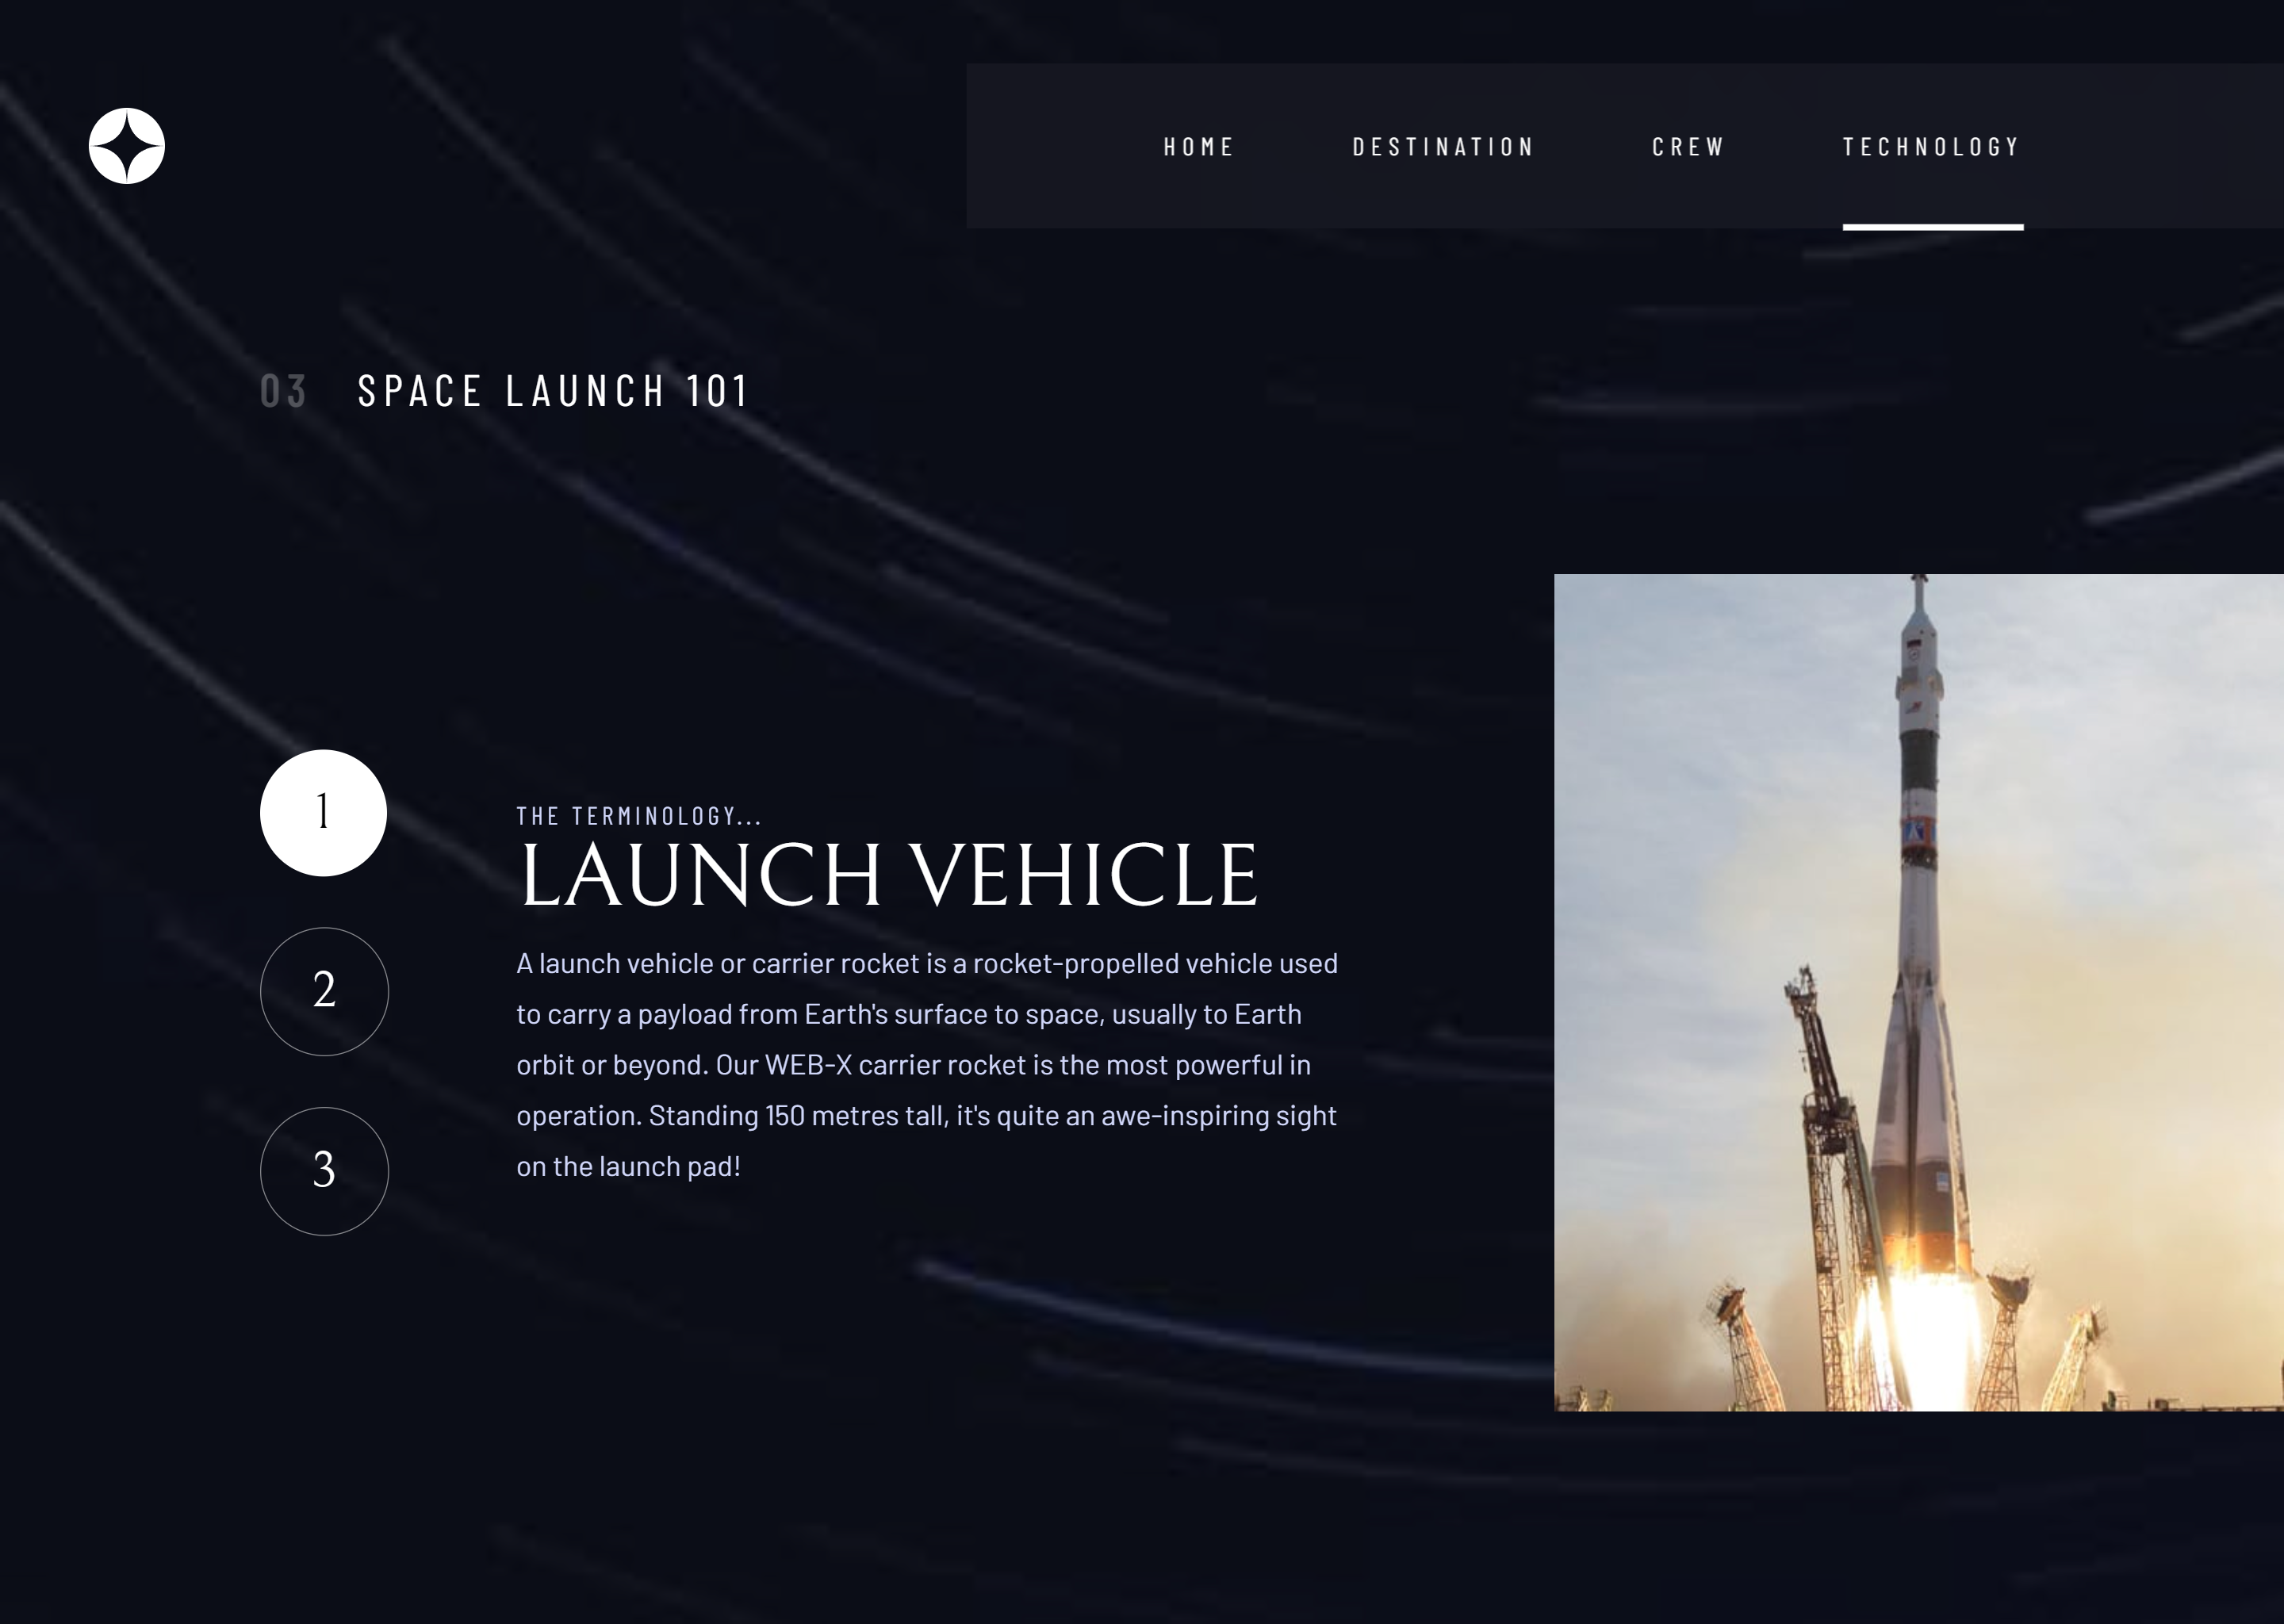 HOME DESTINATION CREW TECHNOLOGY
03 SPACE LAUNCH 101
1
2
3
THE TERMINOLOGY...
LAUNCH VEHICLE
A launch vehicle or carrier rocket is a rocket-propelled vehicle used
to carry a payload from Earth's surface to space, usually to Earth
orbit or beyond. Our WEB-X carrier rocket is the most powerful in
operation. Standing 150 metres tall, it's quite an awe-inspiring sight
on the launch pad!